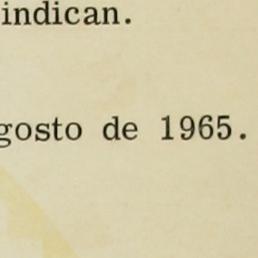 indican.
gosto de 1965.